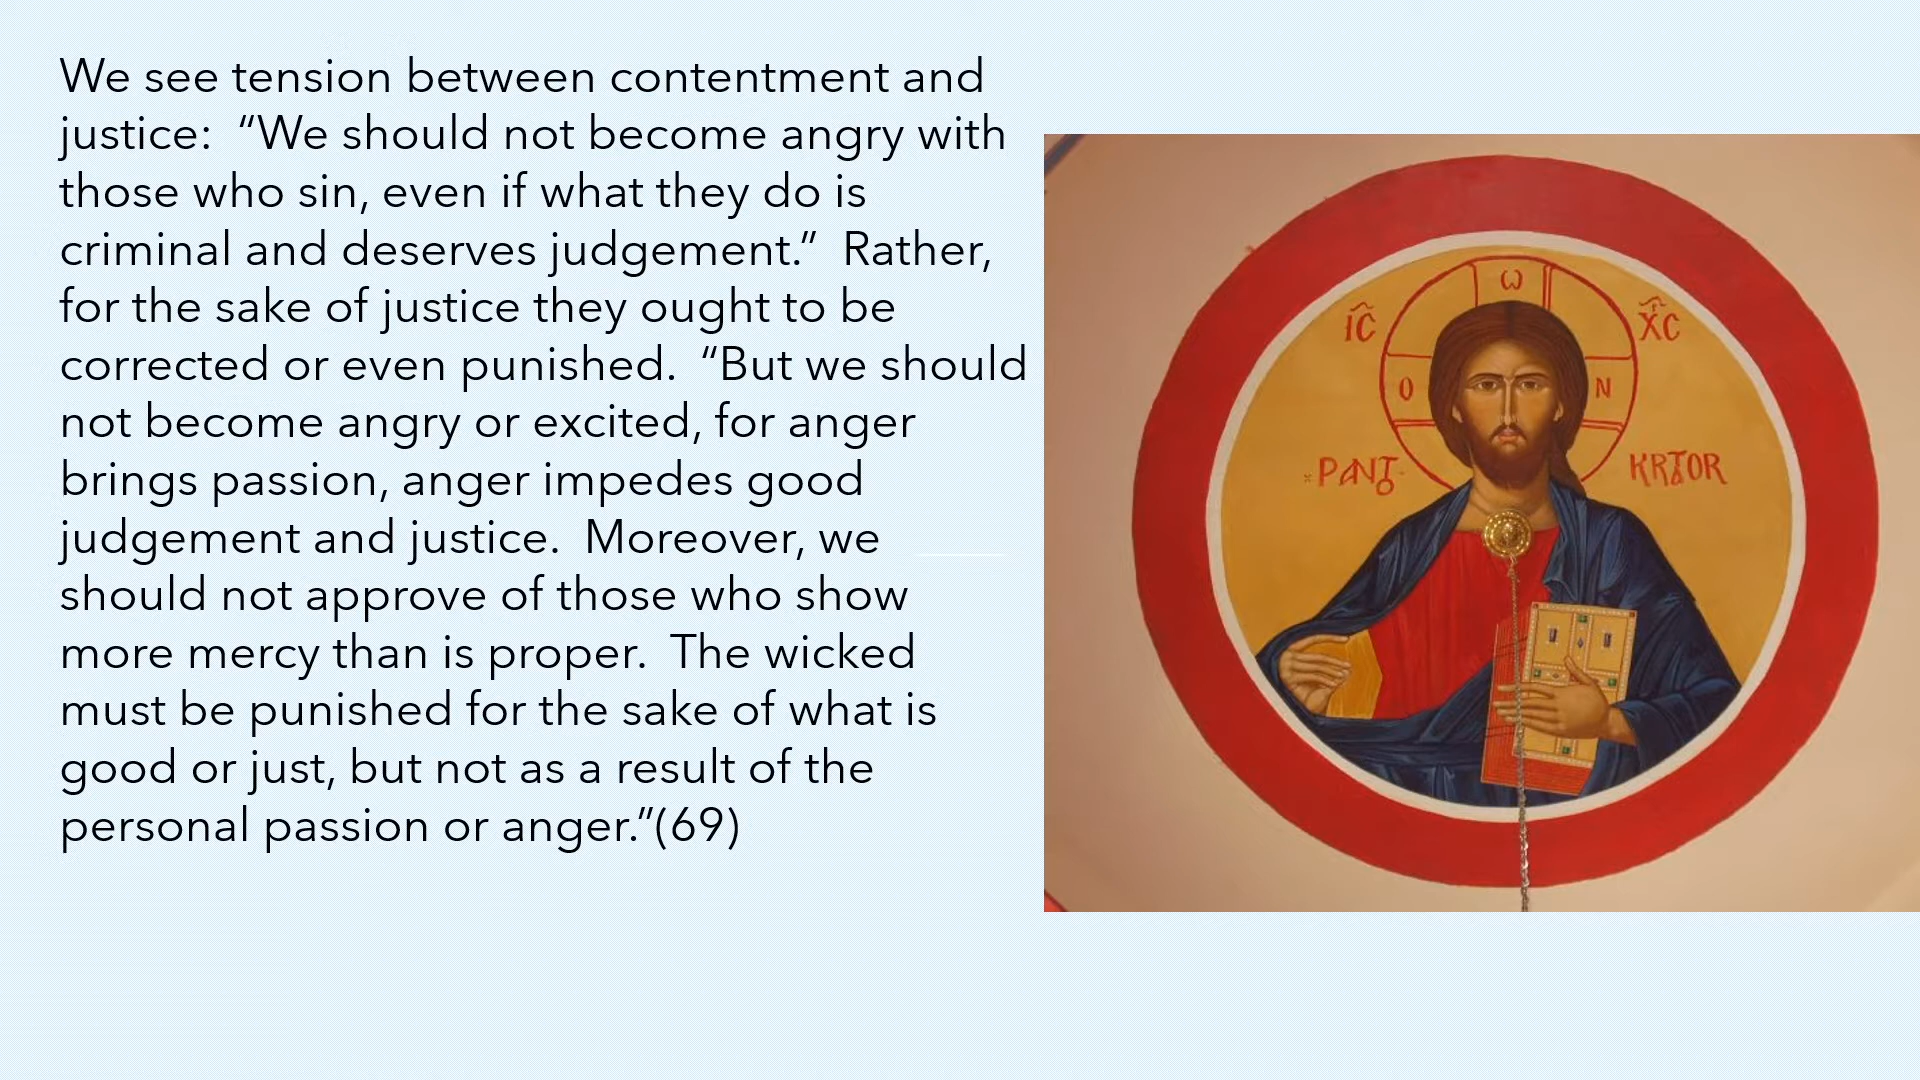 We see tension between contentment and
justice:  “We should not become angry with
those who sin, even if what they do is
criminal and deserves judgement.”  Rather,
for the sake of justice they ought to be
corrected or even punished.  “But we should
not become angry or excited, for anger
brings passion, anger impedes good
judgement and justice.  Moreover, we
should not approve of those who show
more mercy than is proper.  The wicked
must be punished for the sake of what is
good or just, but not as a result of the
personal passion or anger.”(69)
ω
IC XC
O N
PANT KRTOR